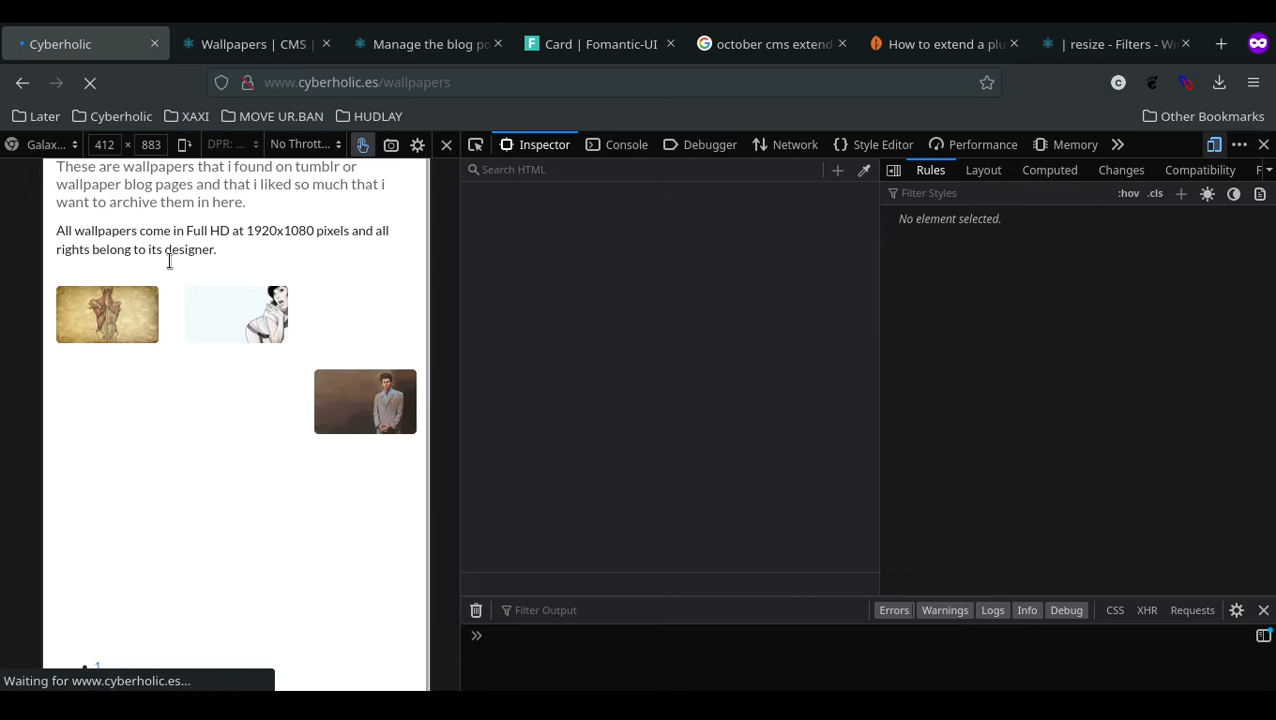 Cyberholic
Wallpapers | CMS |
Manage the blog po
Card | Fomantic-UI
october cms extend
How to extend a plu
| resize - Filters - Wi
www.cyberholic.es/wallpapers
Later
Cyberholic
XAXI
MOVE UR.BAN
HUDLAY
Other Bookmarks
Galax...
412 × 883
DPR:
No Thrott...
Inspector
Console
Debugger
Network
Style Editor
Performance
Memory
These are wallpapers that i found on tumblr or
wallpaper blog pages and that i liked so much that i
want to archive them in here.
All wallpapers come in Full HD at 1920x1080 pixels and all
rights belong to its designer.
1
Waiting for www.cyberholic.es...
Search HTML
Rules
Layout
Computed
Changes
Compatibility
F
Filter Styles
:hov
.cls
No element selected.
Filter Output
Errors
Warnings
Logs
Info
Debug
CSS
XHR
Requests